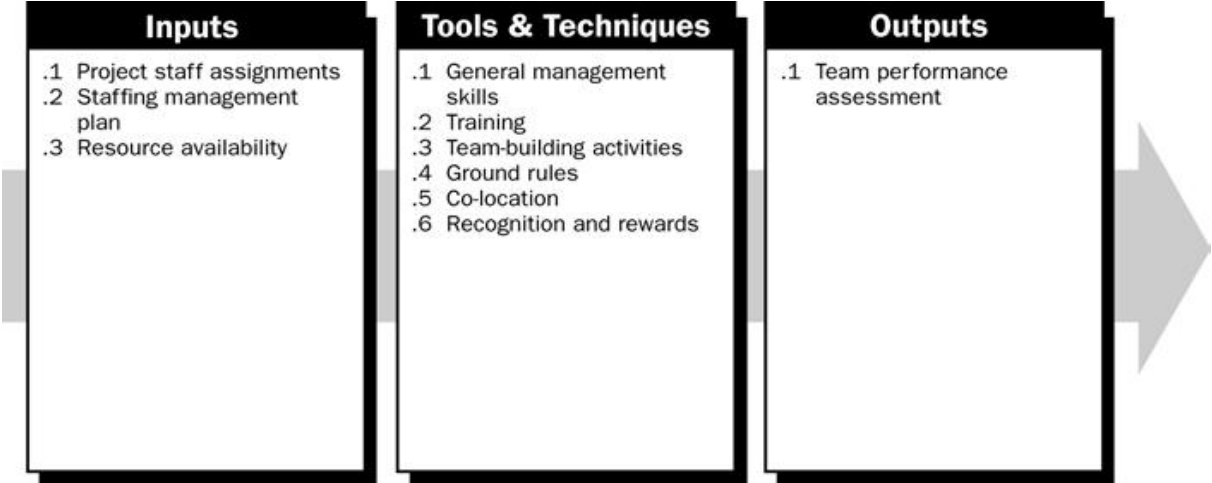 Inputs
.1 Project staff assignments
.2 Staffing management
plan
.3 Resource availability
Tools & Techniques
.1 General management
skills
.2 Training
.3 Team-building activities
.4 Ground rules
.5 Co-location
.6 Recognition and rewards
Outputs
.1 Team performance
assessment